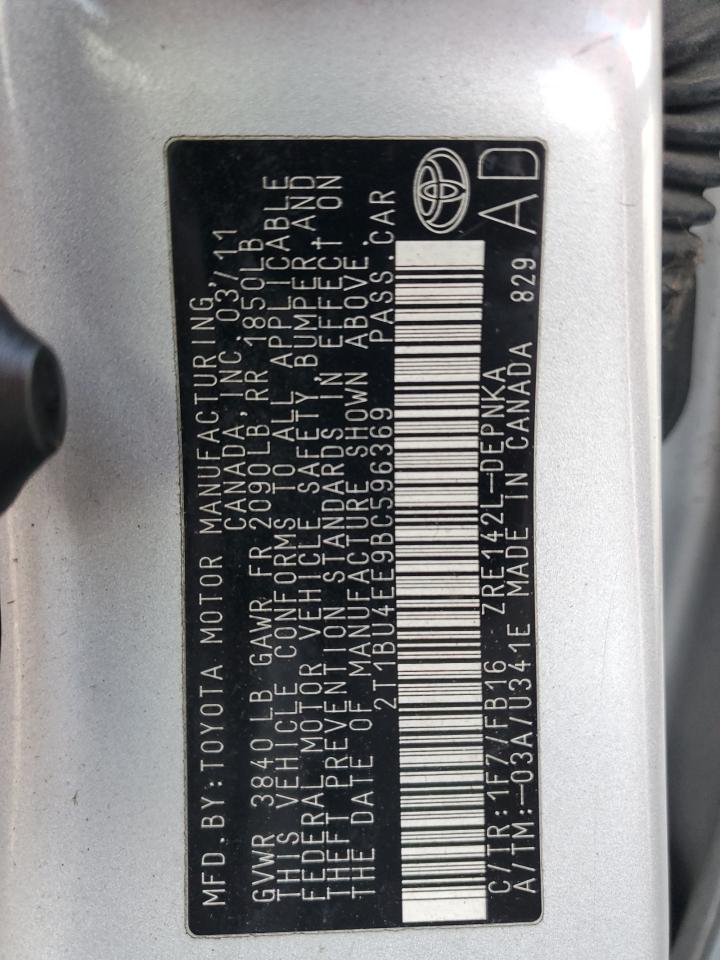 MFD.BY:TOYOTA MOTOR MANUFACTURING,
CANADA,INC.03/11
GVWR 3840LB GAWR FR 2090LB,RR 1850LB
THIS VEHICLE CONFORMS TO ALL APPLICABLE
FEDERAL MOTOR VEHICLE SAFETY, BUMPER,AND
THEFT PREVENTION STANDARDS IN EFFECT ON
THE DATE OF MANUFACTURE SHOWN ABOVE.
2T1BU4EE9BC596369 PASS.CAR
C/TR:1F7/FB16 ZRE142L-DEPNKA
A/TM:-03A/U341E MADE IN CANADA 829
AD